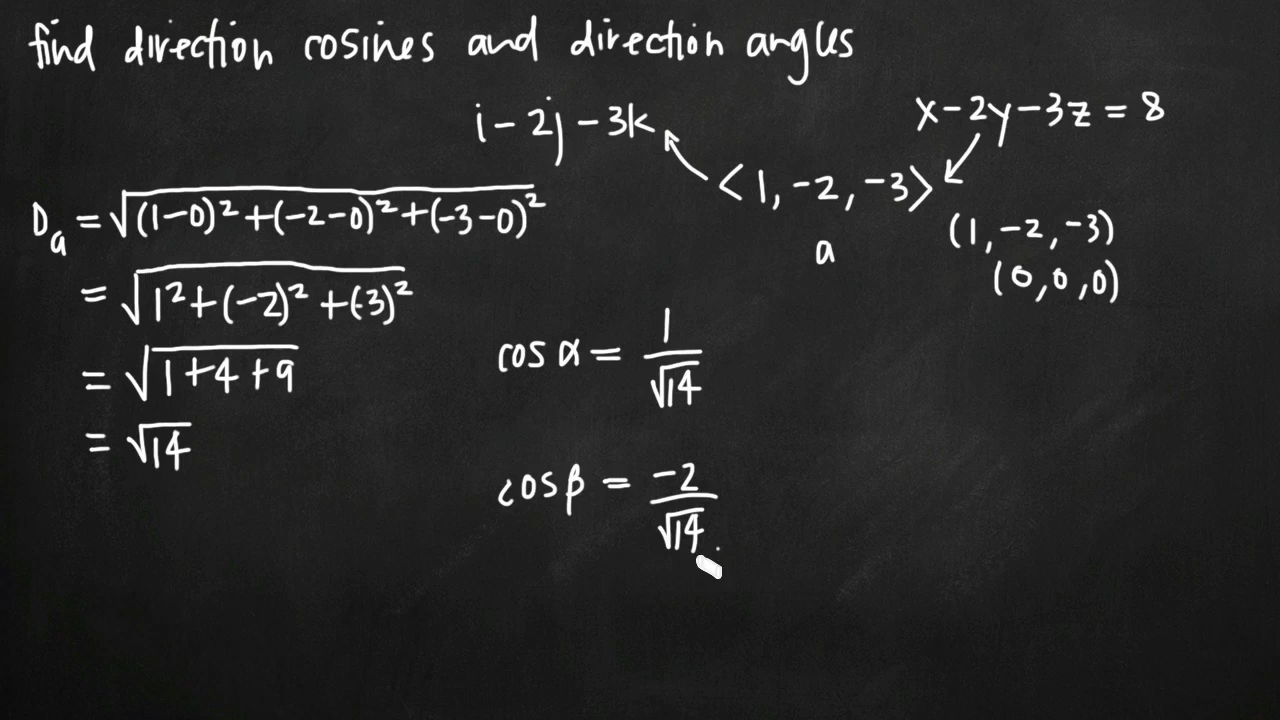 find direction cosines and direction angles
i - 2j - 3k
x - 2y - 3z = 8
<1, -2, -3>
a
(1, -2, -3)
(0, 0, 0)
Dₐ = √((1-0)² + (-2-0)² + (-3-0)²)
= √(1² + (-2)² + (-3)²)
= √(1+4+9)
= √14
cos α = 1/√14
cos β = -2/√14